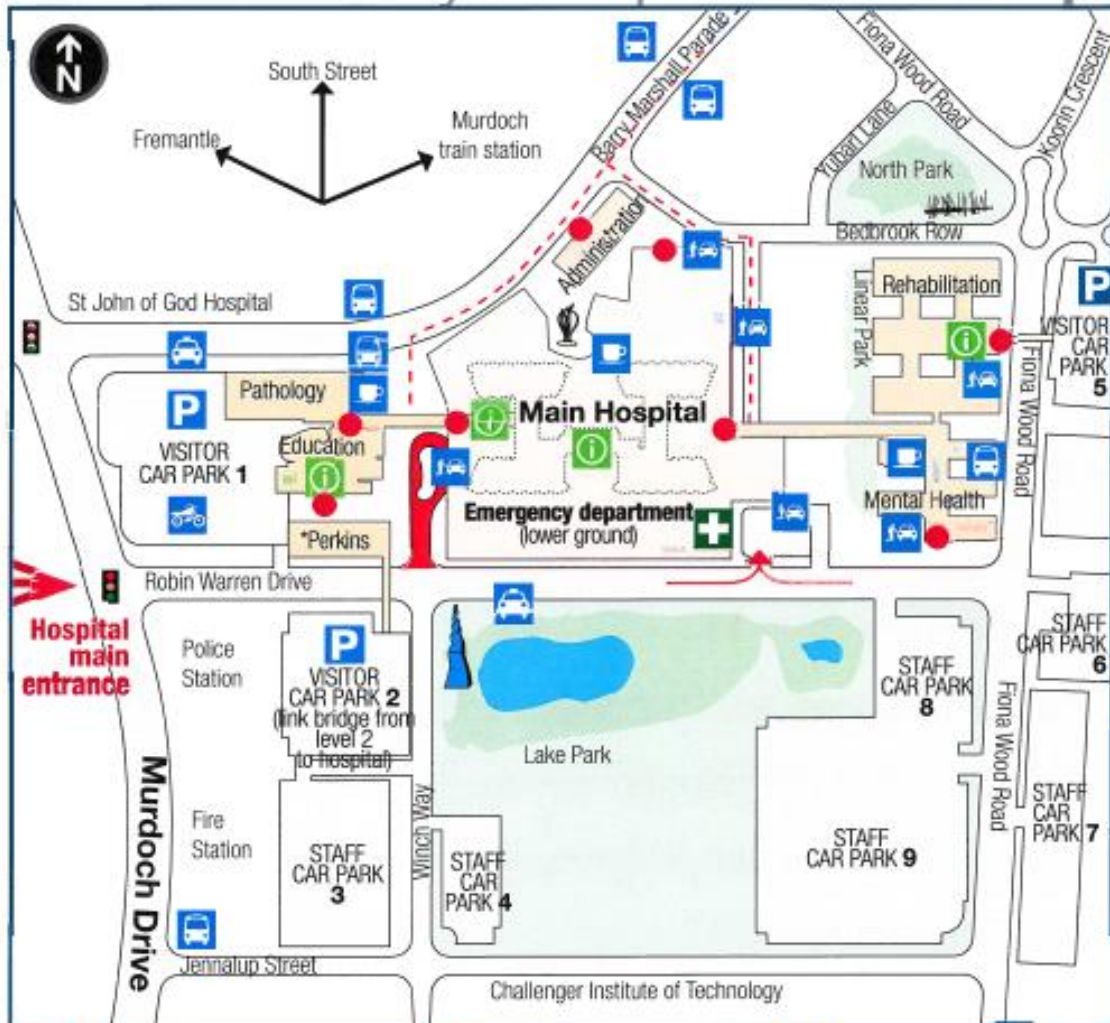 N
South Street
Fremantle
Murdoch
train station
Barry Marshall Parade
Fiona Wood Road
Koorin Crescent
Yubarl Lane
North Park
Bedbrook Row
Administration
St John of God Hospital
Linear Park
Rehabilitation
P
VISITOR
CAR
PARK
5
Pathology
P
VISITOR
CAR PARK 1
Education
Main Hospital
Fiona Wood Road
Emergency department
(lower ground)
Mental Health
*Perkins
Robin Warren Drive
Hospital
main
entrance
Police
Station
P
VISITOR
CAR PARK 2
(link bridge from
level 2
to hospital)
STAFF
CAR PARK
6
STAFF
CAR PARK
8
Lake Park
Fiona Wood Road
Murdoch Drive
Fire
Station
STAFF
CAR PARK
3
Winch Way
STAFF
CAR
PARK 4
STAFF
CAR PARK 9
STAFF
CAR
PARK 7
Jennalup Street
Challenger Institute of Technology